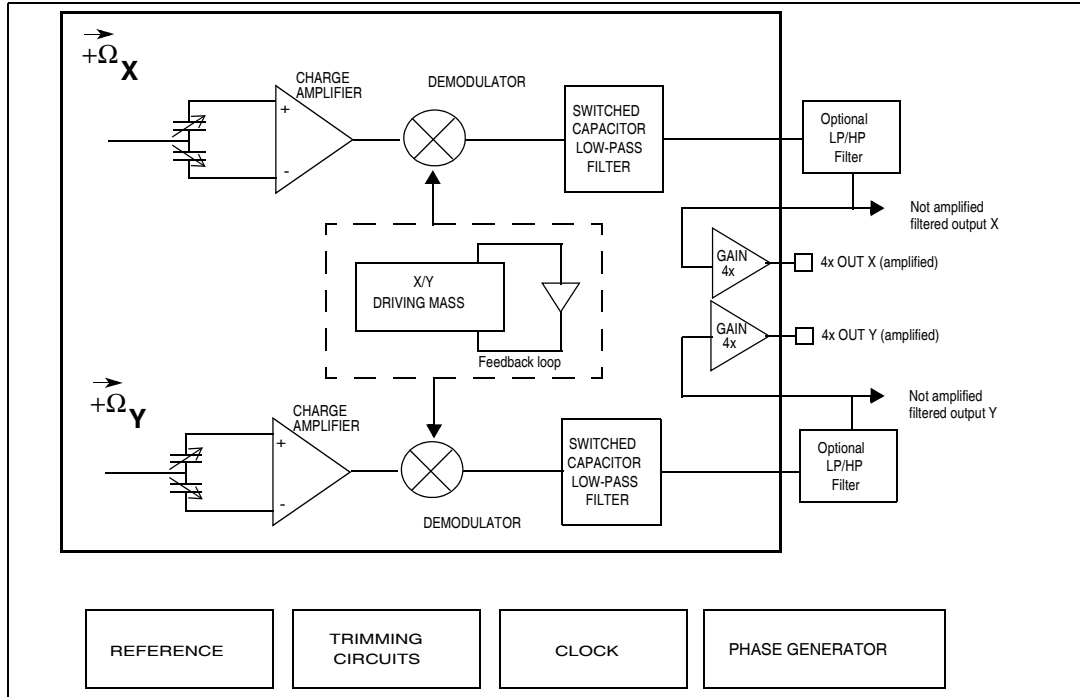 +Ω X
CHARGE
AMPLIFIER
+
-
DEMODULATOR
SWITCHED
CAPACITOR
LOW-PASS
FILTER
Optional
LP/HP
Filter
Not amplified
filtered output X
GAIN
4x
4x OUT X (amplified)
X/Y
DRIVING MASS
Feedback loop
GAIN
4x
4x OUT Y (amplified)
Not amplified
filtered output Y
+Ω Y
CHARGE
AMPLIFIER
+
-
DEMODULATOR
SWITCHED
CAPACITOR
LOW-PASS
FILTER
Optional
LP/HP
Filter
REFERENCE
TRIMMING
CIRCUITS
CLOCK
PHASE GENERATOR